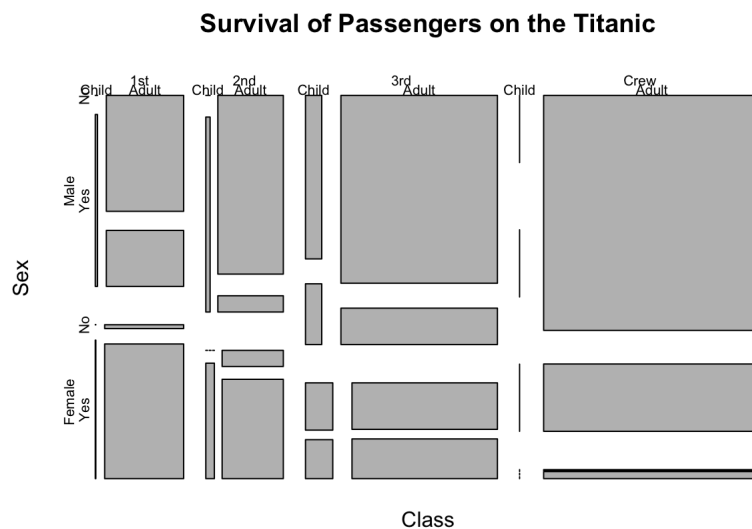 Survival of Passengers on the Titanic
1st 2nd 3rd Crew
Child Adult Child Adult Child Adult Child Adult
No
Male
Yes
Sex
No
Female
Yes
Class